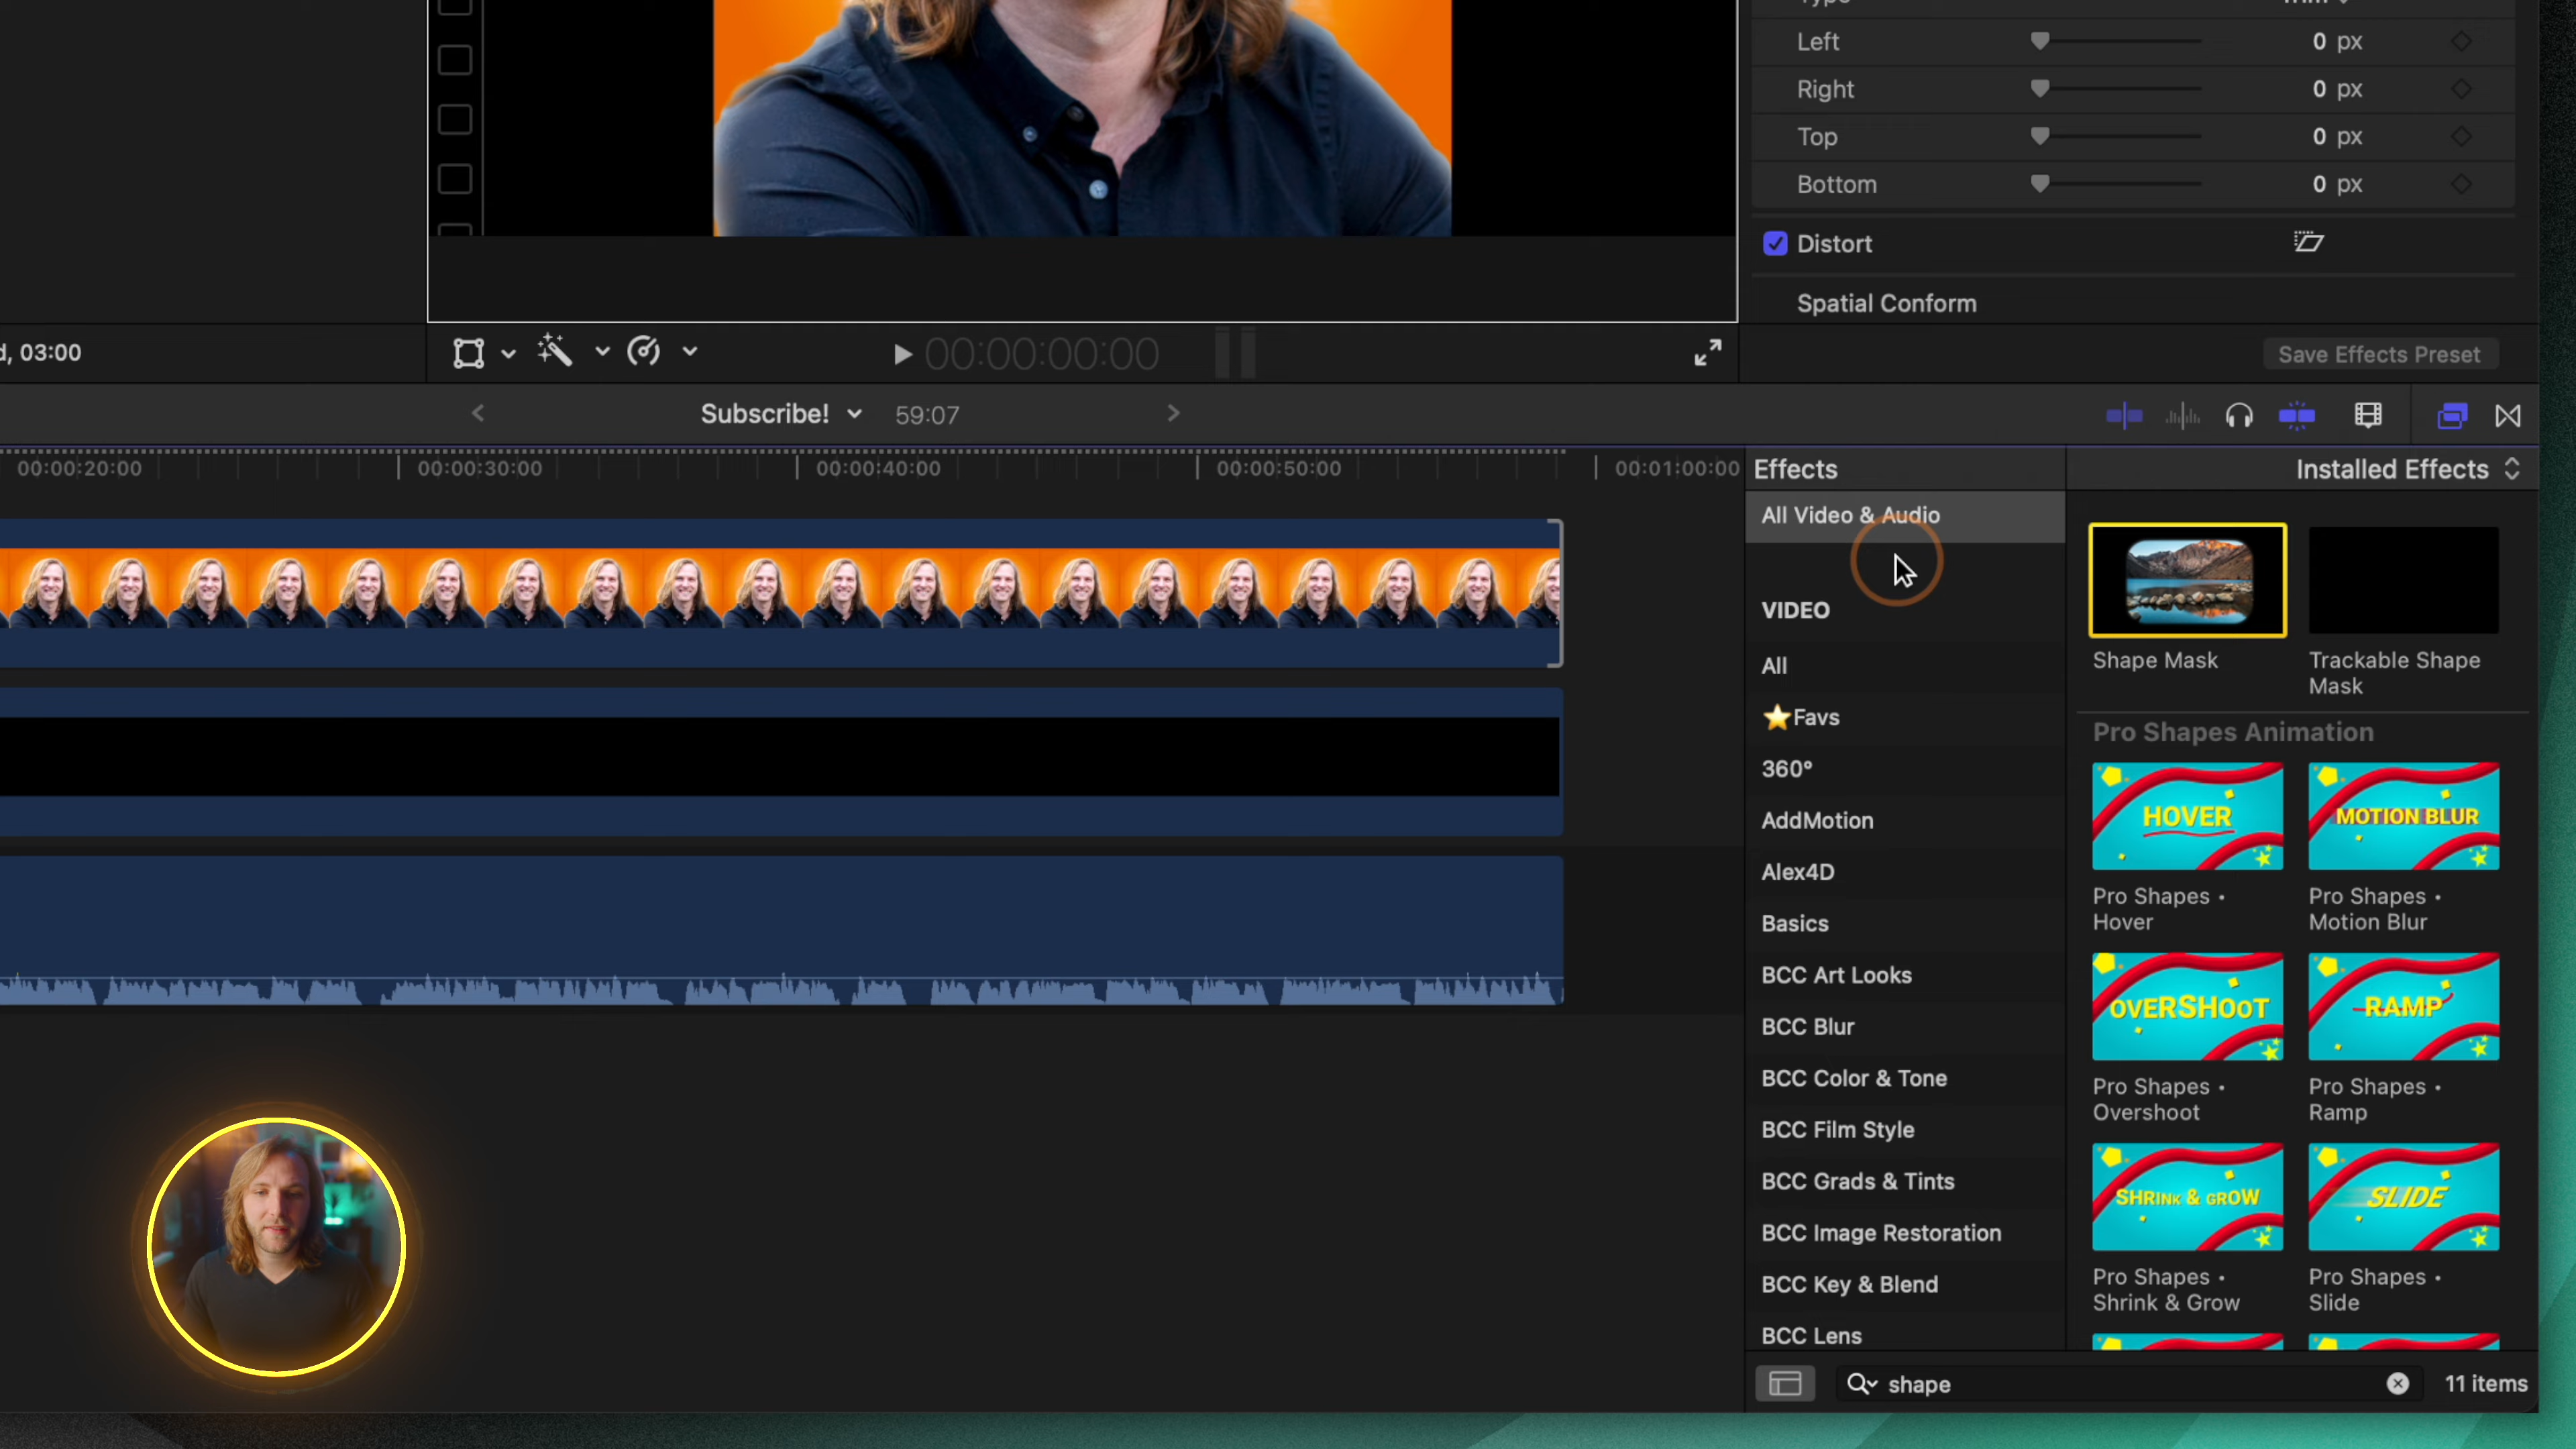 Left 0 px
Right 0 px
Top 0 px
Bottom 0 px
Distort
Spatial Conform
d, 03:00
00:00:00:00
Save Effects Preset
Subscribe! 59:07
00:00:20:00 00:00:30:00 00:00:40:00 00:00:50:00 00:01:00:00
Effects
Installed Effects
All Video & Audio
VIDEO
All
⭐Favs
360°
AddMotion
Alex4D
Basics
BCC Art Looks
BCC Blur
BCC Color & Tone
BCC Film Style
BCC Grads & Tints
BCC Image Restoration
BCC Key & Blend
BCC Lens
Shape Mask
Trackable Shape
Mask
Pro Shapes Animation
HOVER
MOTION BLUR
Pro Shapes •
Hover
Pro Shapes •
Motion Blur
OVERSHOOT
RAMP
Pro Shapes •
Overshoot
Pro Shapes •
Ramp
SHRINK & GROW
SLIDE
Pro Shapes •
Shrink & Grow
Pro Shapes •
Slide
shape
11 items